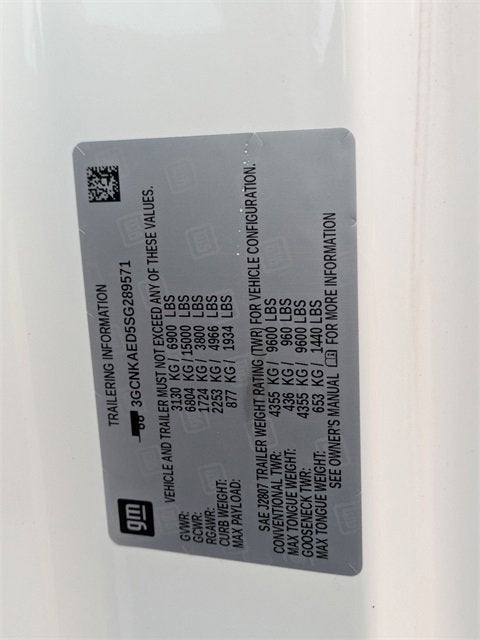 gm
TRAILERING INFORMATION
3GCNKAED5SG289571
VEHICLE AND TRAILER MUST NOT EXCEED ANY OF THESE VALUES.
GVWR: 3130 KG / 6900 LBS
GCWR: 6804 KG / 15000 LBS
RGAWR: 1724 KG / 3800 LBS
CURB WEIGHT: 2253 KG / 4966 LBS
MAX PAYLOAD: 877 KG / 1934 LBS
SAE J2807 TRAILER WEIGHT RATING (TWR) FOR VEHICLE CONFIGURATION.
CONVENTIONAL TWR: 4355 KG / 9600 LBS
MAX TONGUE WEIGHT: 436 KG / 960 LBS
GOOSENECK TWR: 4355 KG / 9600 LBS
MAX TONGUE WEIGHT: 653 KG / 1440 LBS
SEE OWNER'S MANUAL FOR MORE INFORMATION